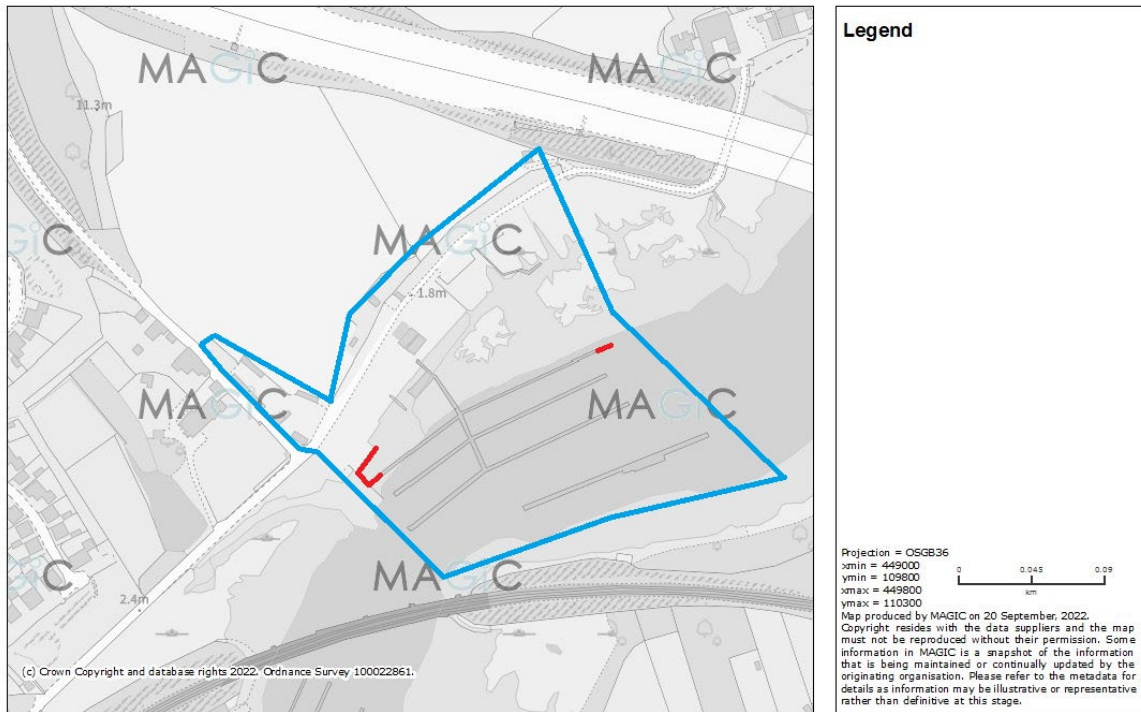 MAGiC
MAGiC
11.3m
GiC
MAGiC
1.8m
MAGiC
MAGiC
GiC
MAGiC
2.4m
(c) Crown Copyright and database rights 2022. Ordnance Survey 100022861.
Legend
Projection = OSGB36
xmin = 449000
ymin = 109800
xmax = 449800
ymax = 110300
0 0.045 0.09
km
Map produced by MAGIC on 20 September, 2022.
Copyright resides with the data suppliers and the map
must not be reproduced without their permission. Some
information in MAGIC is a snapshot of the information
that is being maintained or continually updated by the
originating organisation. Please refer to the metadata for
details as information may be illustrative or representative
rather than definitive at this stage.